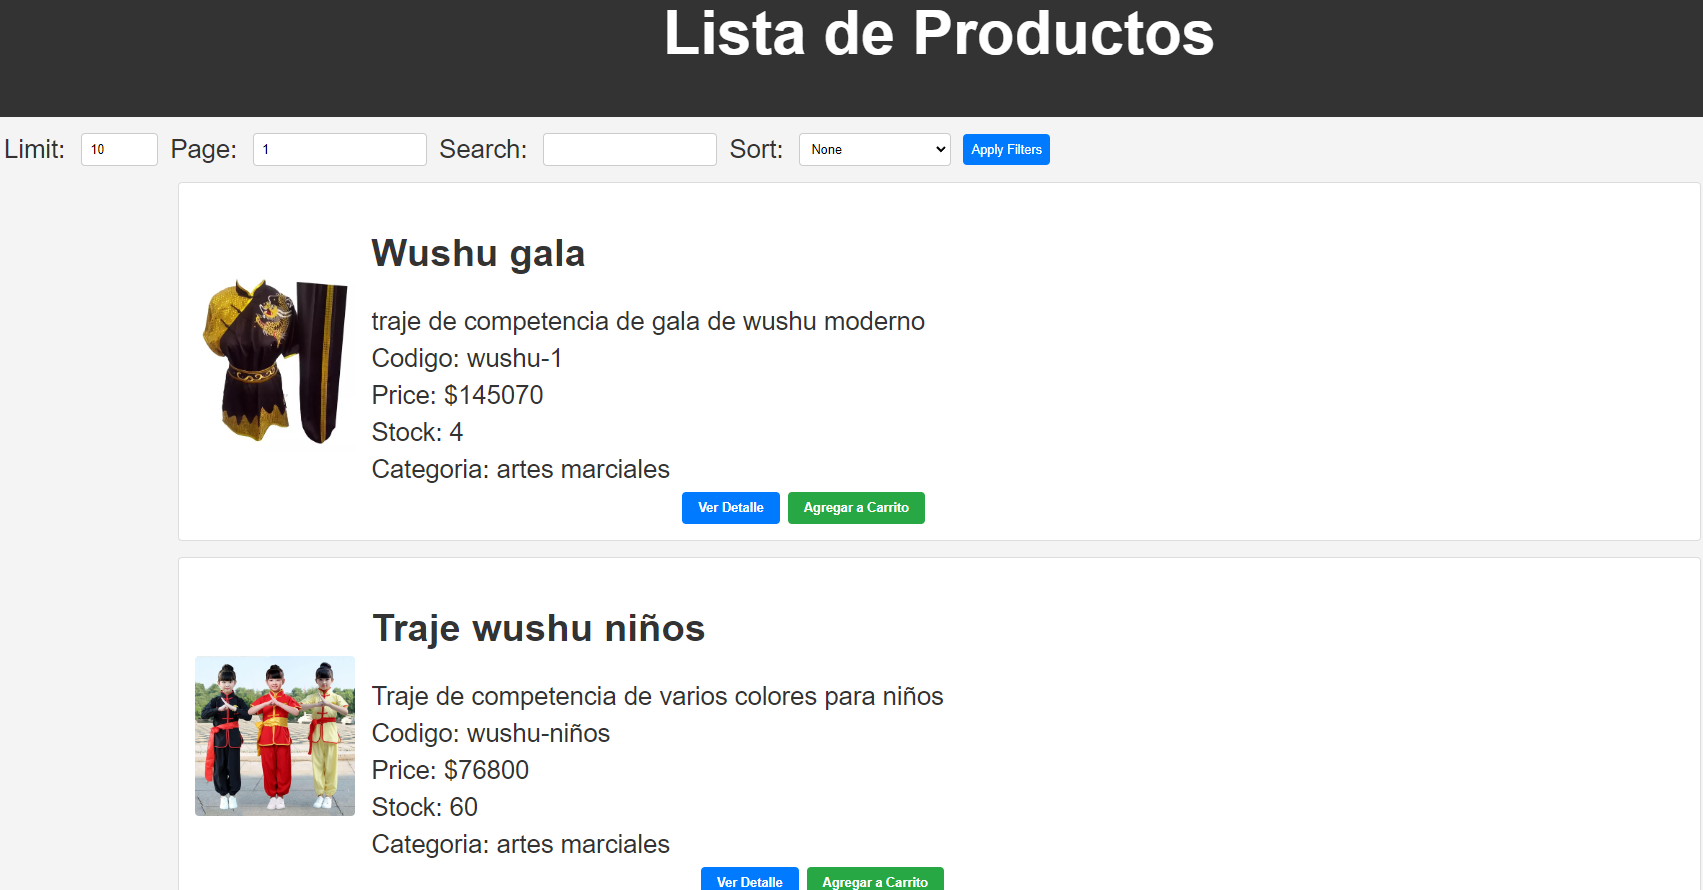 Lista de Productos
Limit: 10 Page: 1 Search: Sort: None Apply Filters
Wushu gala
traje de competencia de gala de wushu moderno
Codigo: wushu-1
Price: $145070
Stock: 4
Categoria: artes marciales
Ver Detalle Agregar a Carrito
Traje wushu niños
Traje de competencia de varios colores para niños
Codigo: wushu-niños
Price: $76800
Stock: 60
Categoria: artes marciales
Ver Detalle Agregar a Carrito